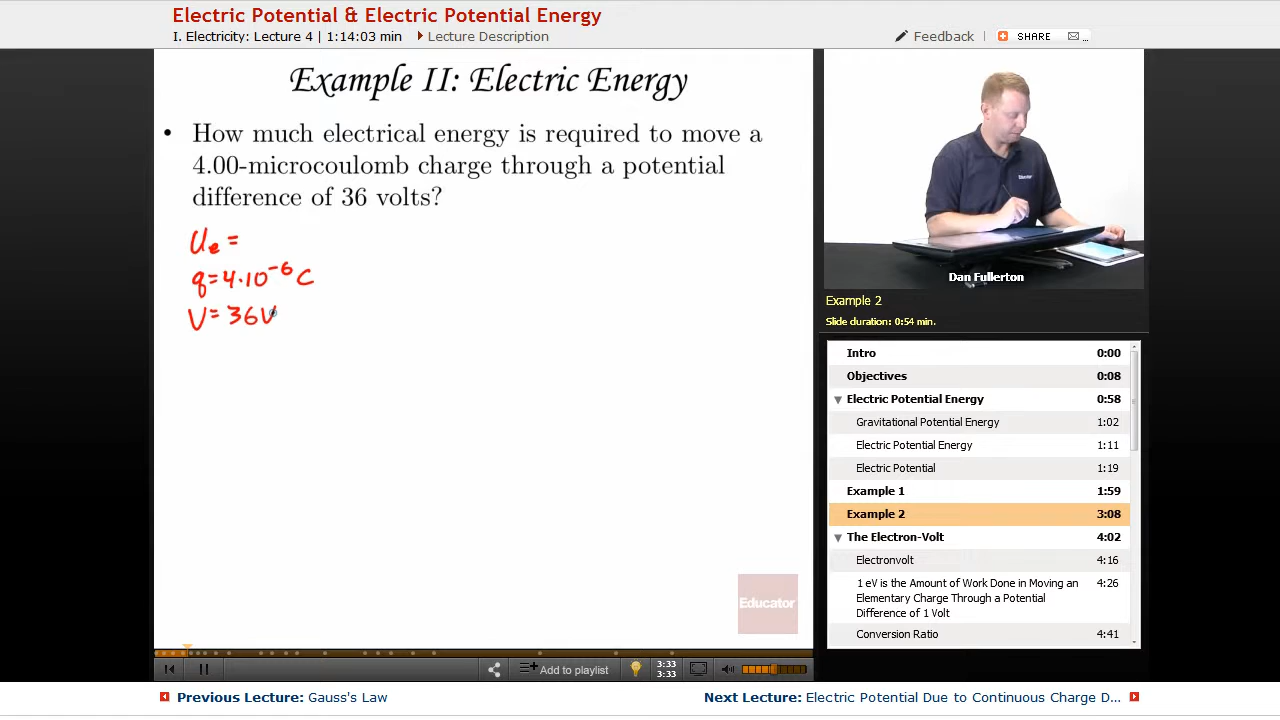 Electric Potential & Electric Potential Energy
I. Electricity: Lecture 4 | 1:14:03 min
Lecture Description
Feedback
SHARE
Example II: Electric Energy
• How much electrical energy is required to move a
4.00-microcoulomb charge through a potential
difference of 36 volts?
Ue =
q=4·10⁻⁶ C
V= 36V
Educator
Educator
Dan Fullerton
Example 2
Slide duration: 0:54 min.
Intro 0:00
Objectives 0:08
Electric Potential Energy 0:58
Gravitational Potential Energy 1:02
Electric Potential Energy 1:11
Electric Potential 1:19
Example 1 1:59
Example 2 3:08
The Electron-Volt 4:02
Electronvolt 4:16
1 eV is the Amount of Work Done in Moving an 4:26
Elementary Charge Through a Potential
Difference of 1 Volt
Conversion Ratio 4:41
Add to playlist
3:33
3:33
Previous Lecture: Gauss's Law
Next Lecture: Electric Potential Due to Continuous Charge D...